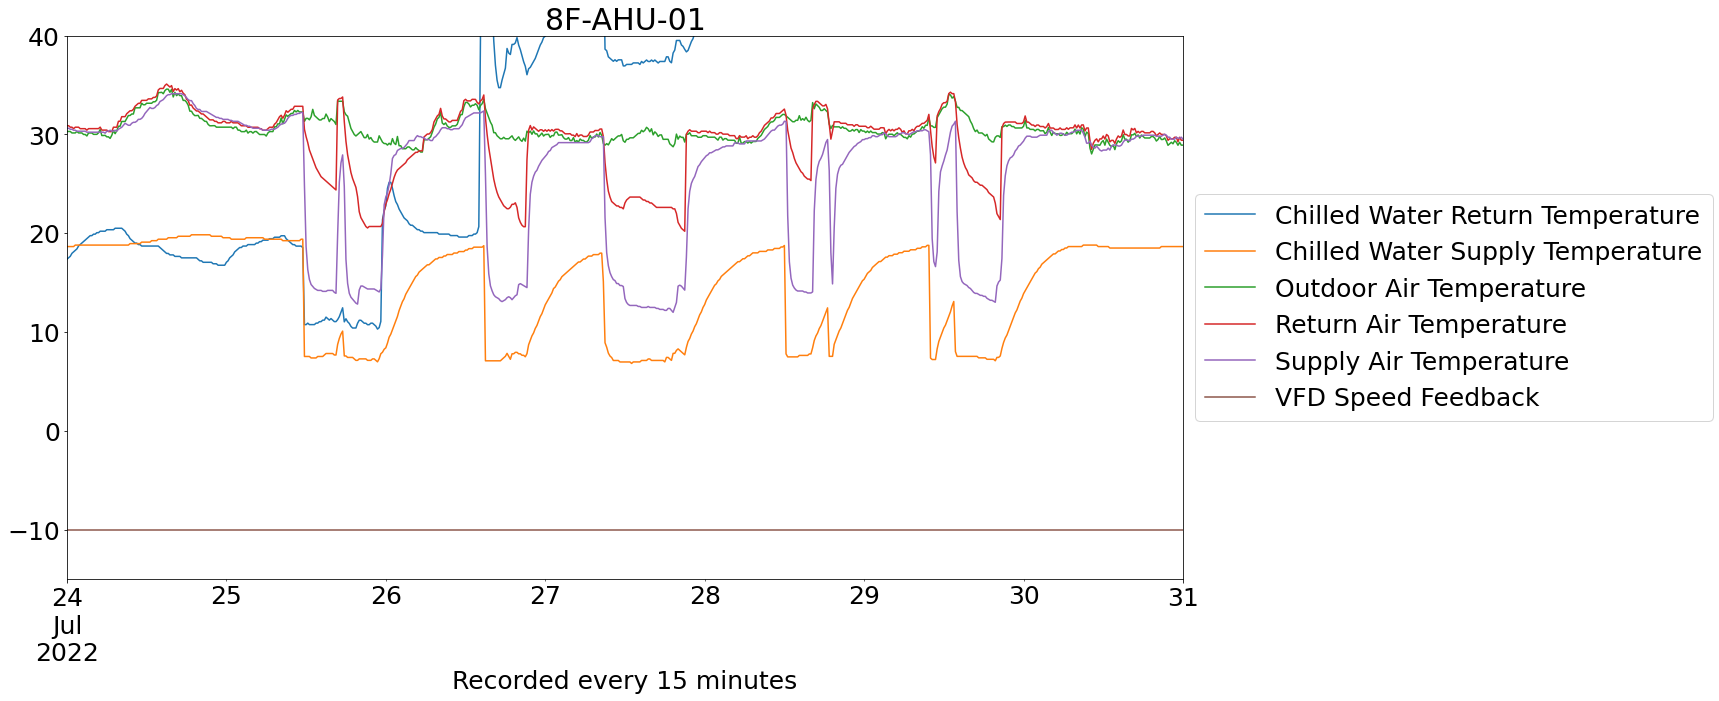 8F-AHU-01
40
30
20
10
0
−10
24
25
26
27
28
29
30
31
Jul
2022
Recorded every 15 minutes
Chilled Water Return Temperature
Chilled Water Supply Temperature
Outdoor Air Temperature
Return Air Temperature
Supply Air Temperature
VFD Speed Feedback